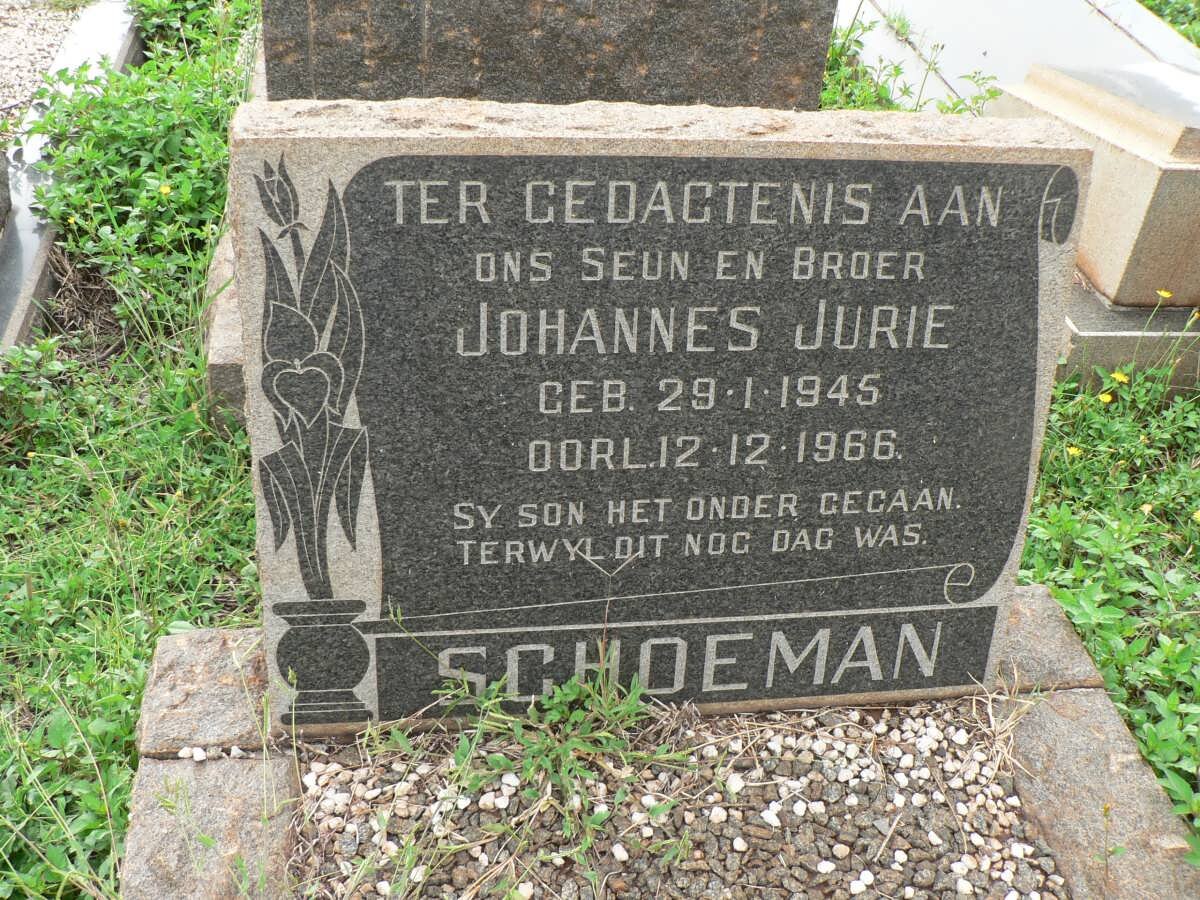 TER GEDAGTENIS AAN
ONS SEUN EN BROER
JOHANNES JURIE
GEB. 29·1·1945
OORL.12·12·1966.
SY SON HET ONDER GEGAAN.
TERWYL DIT NOG DAG WAS.
SCHOEMAN